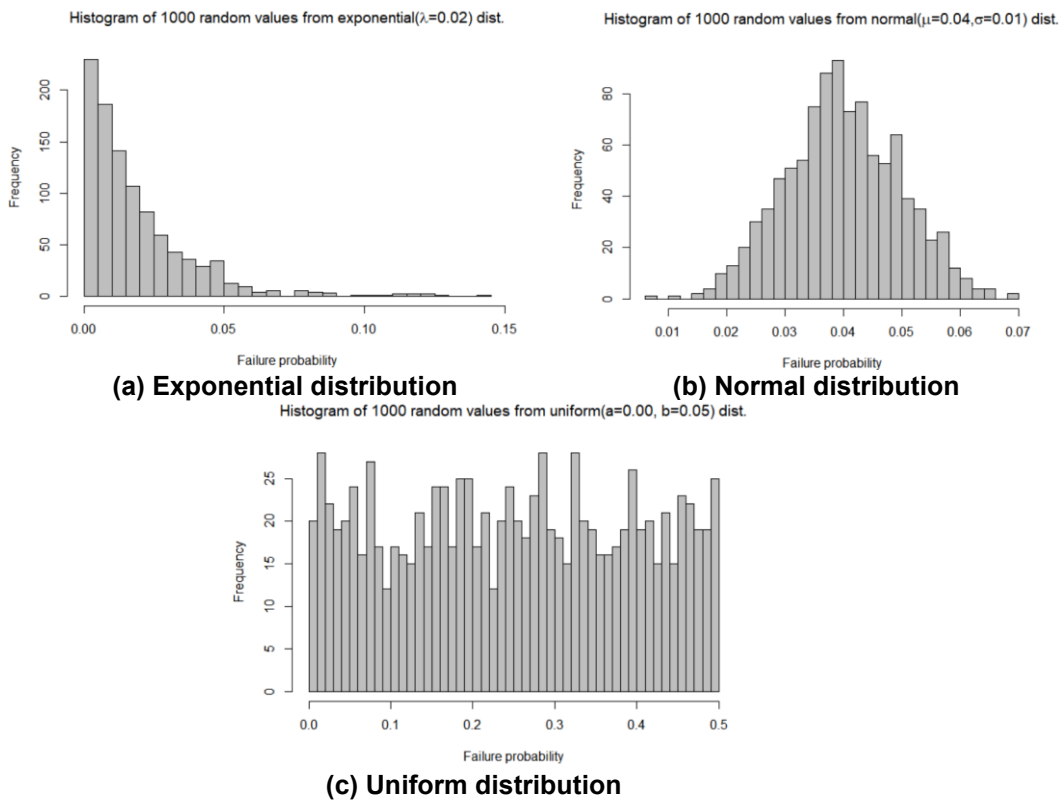 Histogram of 1000 random values from exponential(λ=0.02) dist.
Frequency
0
50
100
150
200
0.00 0.05 0.10 0.15
Failure probability
(a) Exponential distribution
Histogram of 1000 random values from normal(μ=0.04,σ=0.01) dist.
Frequency
0
20
40
60
80
0.01 0.02 0.03 0.04 0.05 0.06 0.07
Failure probability
(b) Normal distribution
Histogram of 1000 random values from uniform(a=0.00, b=0.05) dist.
Frequency
0
5
10
15
20
25
0.0 0.1 0.2 0.3 0.4 0.5
Failure probability
(c) Uniform distribution